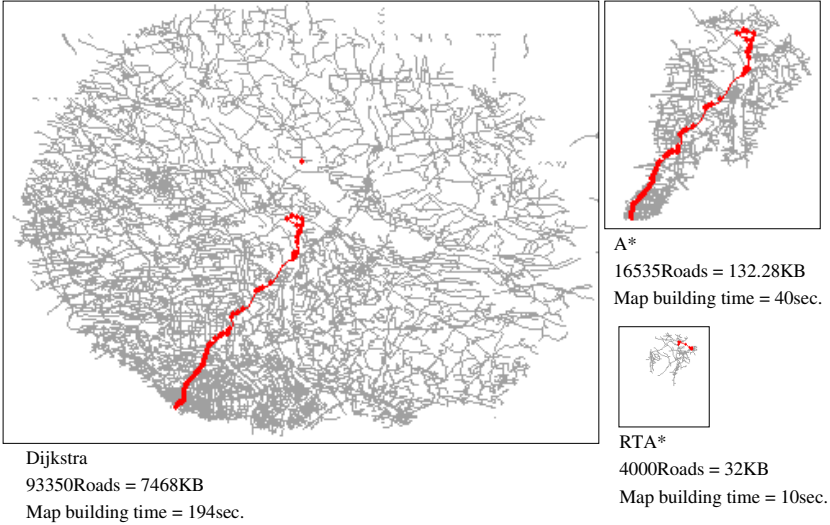 Dijkstra
93350Roads = 7468KB
Map building time = 194sec.
A*
16535Roads = 132.28KB
Map building time = 40sec.
RTA*
4000Roads = 32KB
Map building time = 10sec.